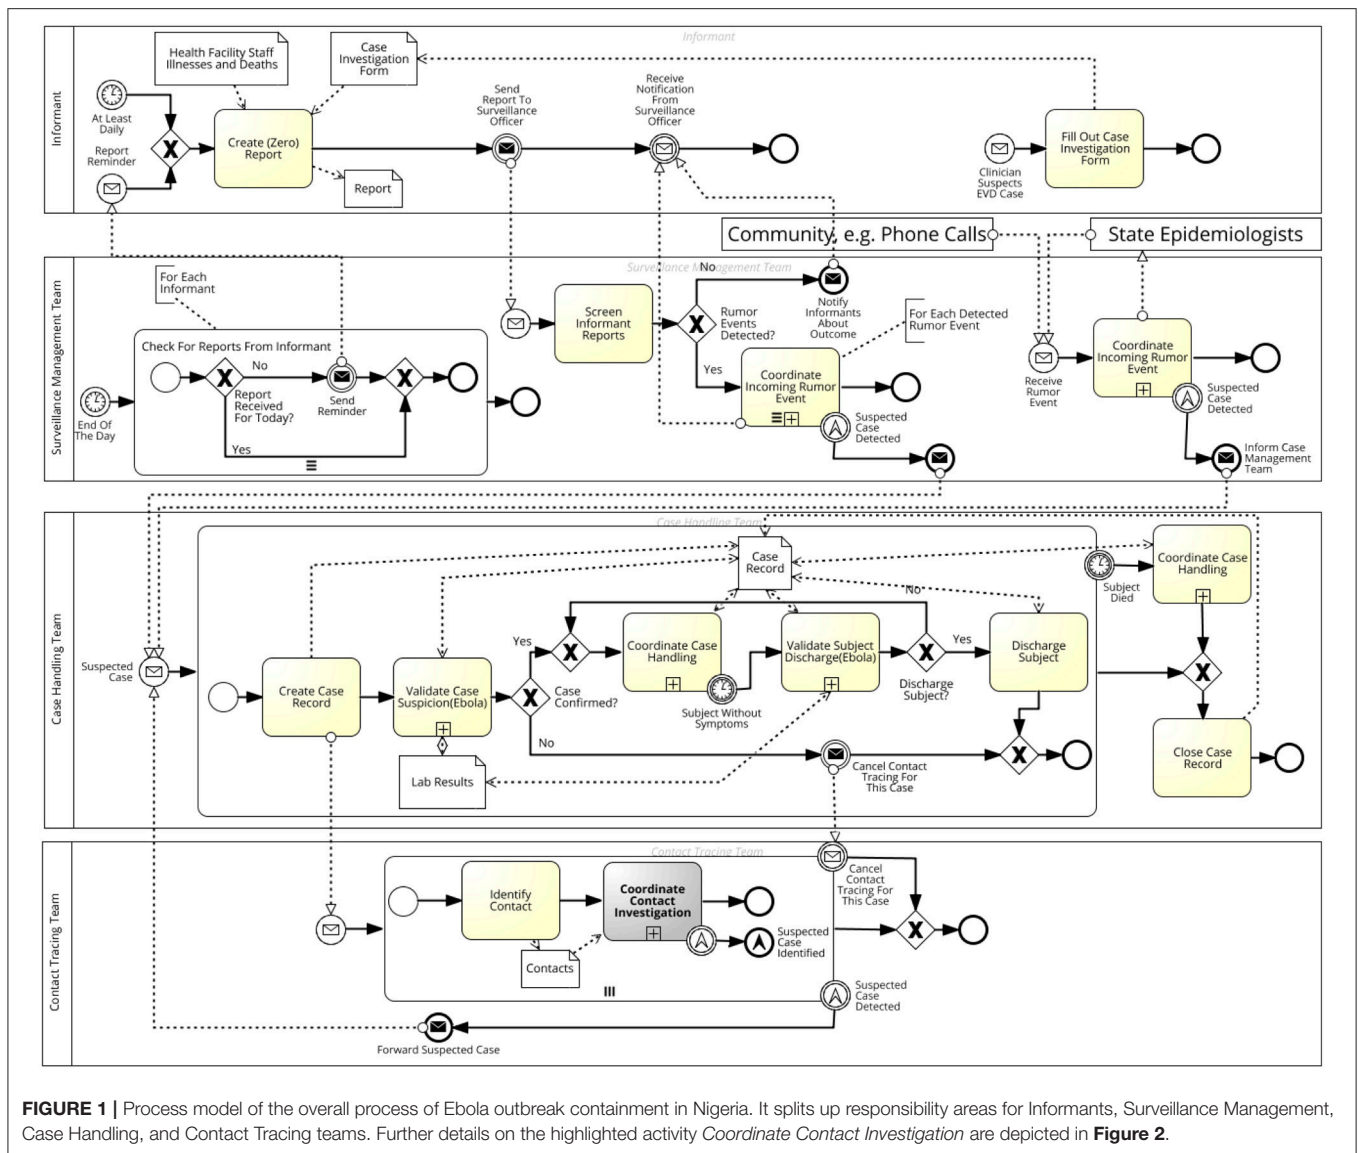 Informant
Informant
Health Facility Staff
Illnesses and Deaths
Case
Investigation
Form
At Least
Daily
Report
Reminder
Create (Zero)
Report
Report
Send
Report To
Surveillance
Officer
Receive
Notification
From
Surveillance
Officer
Clinician
Suspects
EVD Case
Fill Out Case
Investigation
Form
Community, e.g. Phone Calls
State Epidemiologists
Surveillance Management Team
Surveillance Management Team
For Each
Informant
Check For Reports From Informant
End Of
The Day
No
Report
Received
For Today?
Yes
Send
Reminder
Screen
Informant
Reports
No
Rumor
Events
Detected?
Yes
Notify
Informants
About
Outcome
For Each Detected
Rumor Event
Coordinate
Incoming Rumor
Event
Suspected
Case
Detected
Receive
Rumor
Event
Coordinate
Incoming Rumor
Event
Suspected
Case
Detected
Inform Case
Management
Team
Case Handling Team
Case Handling Team
Suspected
Case
Create Case
Record
Validate Case
Suspicion(Ebola)
Lab Results
Yes
Case
Confirmed?
No
Case
Record
Coordinate Case
Handling
Subject Without
Symptoms
Validate Subject
Discharge(Ebola)
No
Yes
Discharge
Subject?
Discharge
Subject
Cancel Contact
Tracing For
This Case
Subject
Died
Coordinate Case
Handling
Close Case
Record
Contact Tracing Team
Contact Tracing Team
Identify
Contact
Contacts
Coordinate
Contact
Investigation
Suspected
Case
Identified
Cancel
Contact
Tracing For
This Case
Suspected
Case
Detected
Forward Suspected Case
FIGURE 1 | Process model of the overall process of Ebola outbreak containment in Nigeria. It splits up responsibility areas for Informants, Surveillance Management,
Case Handling, and Contact Tracing teams. Further details on the highlighted activity Coordinate Contact Investigation are depicted in Figure 2.